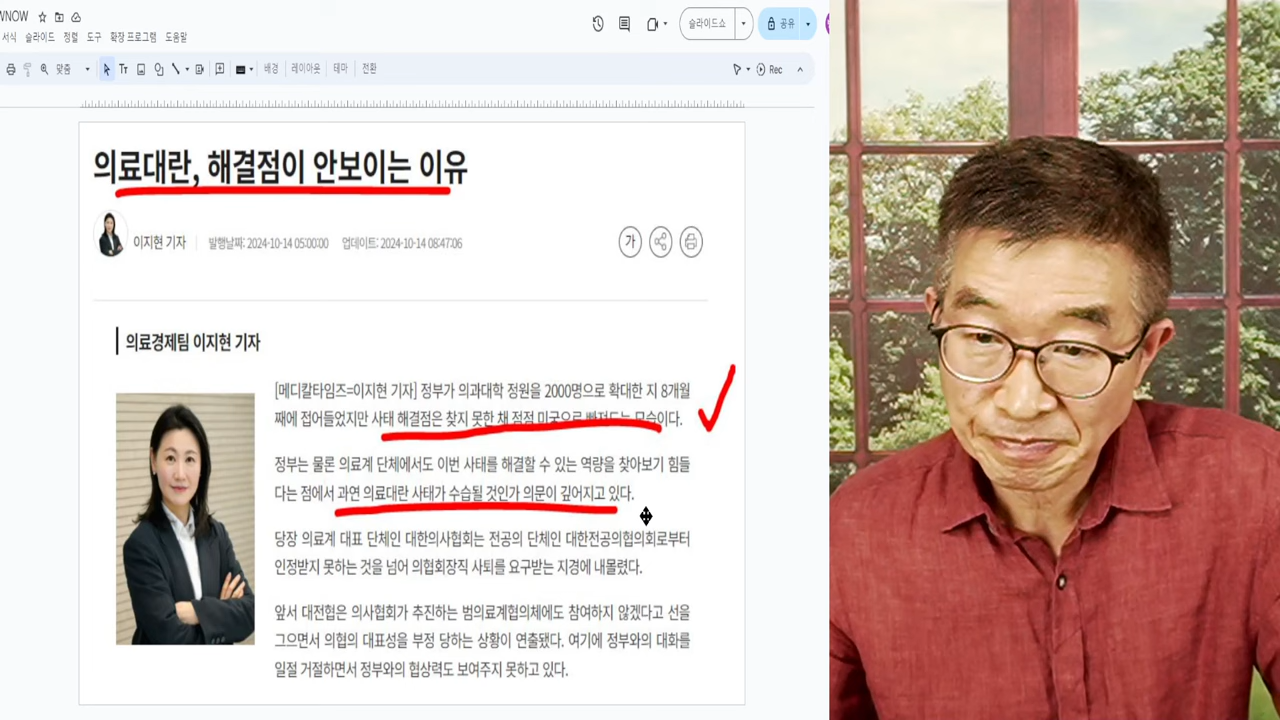 WNOW
서식 슬라이드 정렬 도구 확장 프로그램 도움말
슬라이드쇼
공유
맞춤
Tт
배경 레이아웃 테마 전환
Rec
의료대란, 해결점이 안보이는 이유
이지현 기자 발행날짜: 2024-10-14 05:00:00 업데이트: 2024-10-14 08:47:06
가
의료경제팀 이지현 기자
[메디칼타임즈=이지현 기자] 정부가 의과대학 정원을 2000명으로 확대한 지 8개월
째에 접어들었지만 사태 해결점은 찾지 못한 채 점점 미궁으로 빠져드는 모습이다.
정부는 물론 의료계 단체에서도 이번 사태를 해결할 수 있는 역량을 찾아보기 힘들
다는 점에서 과연 의료대란 사태가 수습될 것인가 의문이 깊어지고 있다.
당장 의료계 대표 단체인 대한의사협회는 전공의 단체인 대한전공의협의회로부터
인정받지 못하는 것을 넘어 의협회장직 사퇴를 요구받는 지경에 내몰렸다.
앞서 대전협은 의사협회가 추진하는 범의료계협의체에도 참여하지 않겠다고 선을
그으면서 의협의 대표성을 부정 당하는 상황이 연출됐다. 여기에 정부와의 대화를
일절 거절하면서 정부와의 협상력도 보여주지 못하고 있다.